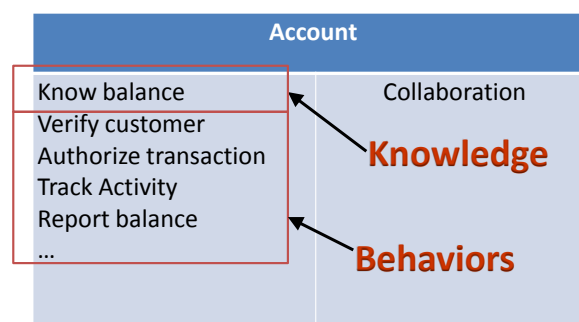 Account
Know balance
Collaboration
Verify customer
Authorize transaction
Knowledge
Track Activity
Report balance
Behaviors
...